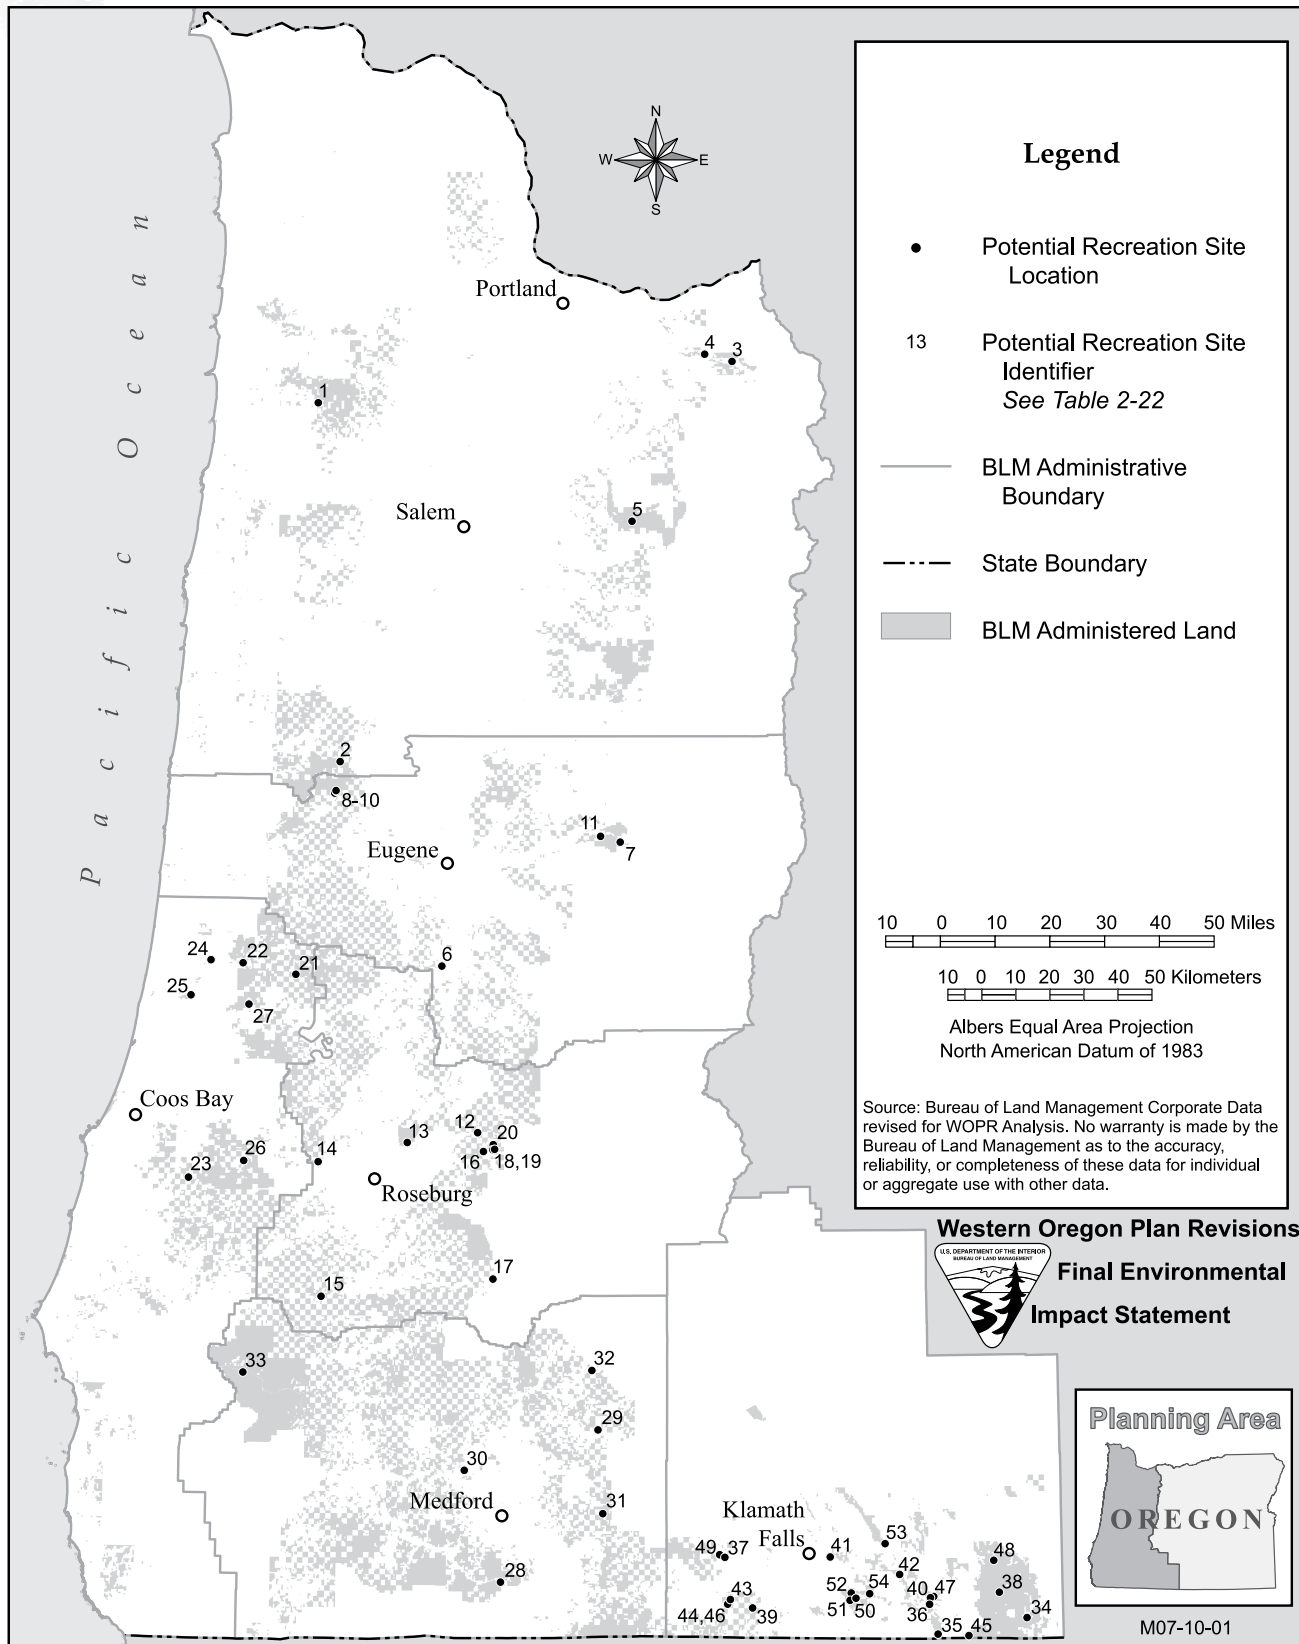 N
W E
S
Pacific Ocean
Portland
4
3
1
5
Salem
2
8-10
11
7
Eugene
6
24
22
21
25
27
Coos Bay
12
13
20
14
16
18,19
26
23
Roseburg
17
15
33
32
29
30
Medford
31
28
Klamath
Falls
49 37
41
53
48
42
52
54
40 47
38
43
51
50
44,46
39
36
34
35
45
Legend
Potential Recreation Site
Location
13
Potential Recreation Site
Identifier
See Table 2-22
BLM Administrative
Boundary
State Boundary
BLM Administered Land
10 0 10 20 30 40 50 Miles
10 0 10 20 30 40 50 Kilometers
Albers Equal Area Projection
North American Datum of 1983
Source: Bureau of Land Management Corporate Data
revised for WOPR Analysis. No warranty is made by the
Bureau of Land Management as to the accuracy,
reliability, or completeness of these data for individual
or aggregate use with other data.
Western Oregon Plan Revisions
U.S. DEPARTMENT OF THE INTERIOR
BUREAU OF LAND MANAGEMENT
Final Environmental
Impact Statement
Planning Area
OREGON
M07-10-01